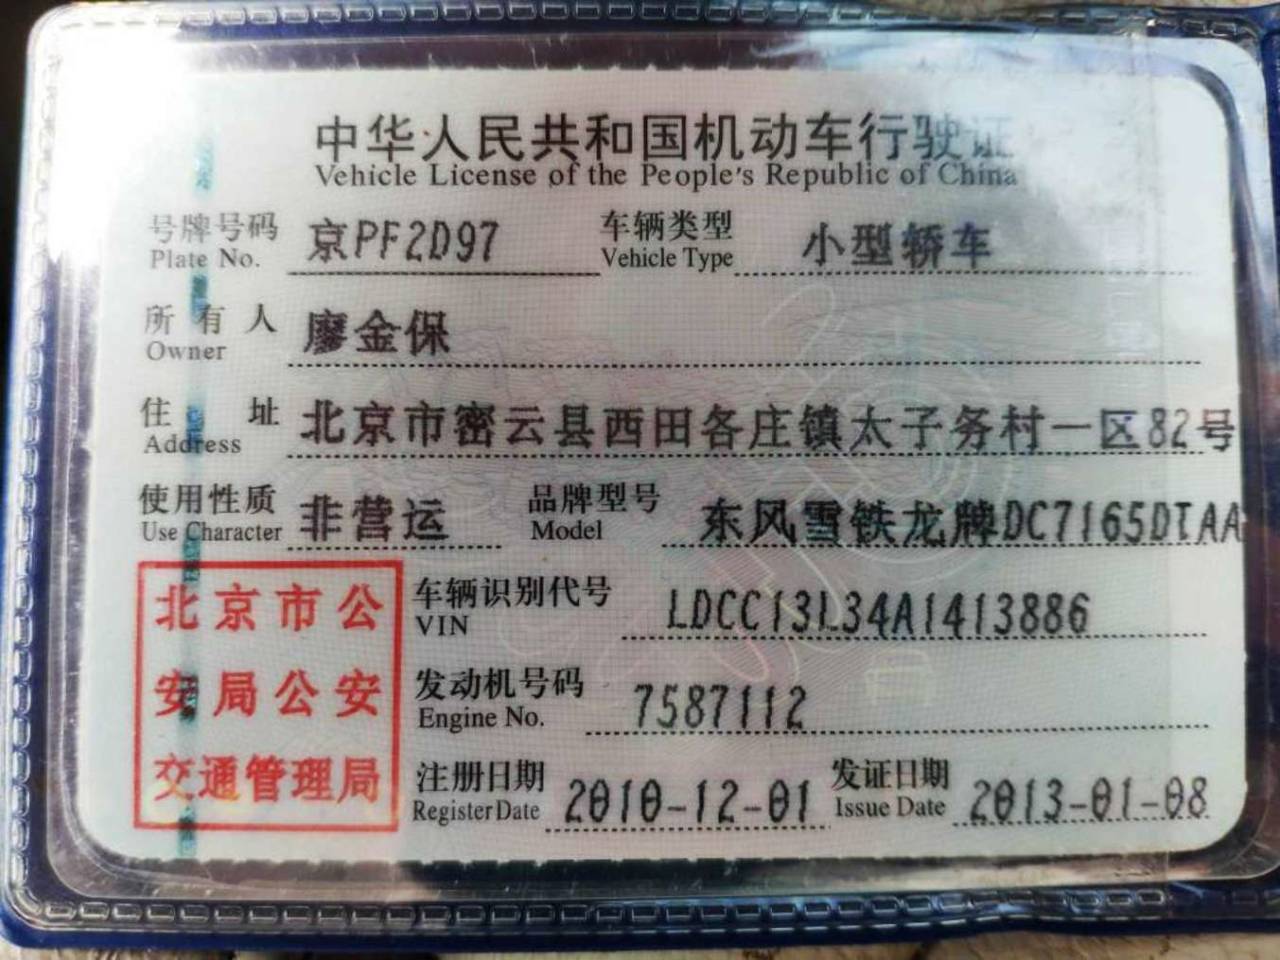 中华人民共和国机动车行驶证
Vehicle License of the People's Republic of China
号牌号码 京PF2D97 车辆类型 小型轿车
Plate No. Vehicle Type
所有人 廖金保
Owner
住址 北京市密云县西田各庄镇太子务村一区82号
Address
使用性质 非营运 品牌型号 东风雪铁龙牌DC7165DTAA
Use Character Model
北京市公
安局公安
交通管理局
车辆识别代号 LDCC13L34A1413886
VIN
发动机号码 7587112
Engine No.
注册日期 2010-12-01 发证日期 2013-01-08
Register Date Issue Date